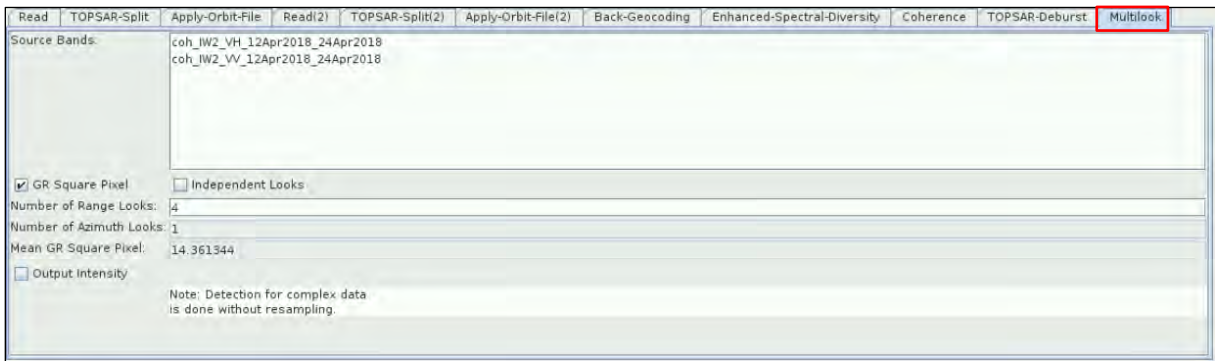 Read TOPSAR-Split Apply-Orbit-File Read(2) TOPSAR-Split(2) Apply-Orbit-File(2) Back-Geocoding Enhanced-Spectral-Diversity Coherence TOPSAR-Deburst Multilook
Source Bands: coh_IW2_VH_12Apr2018_24Apr2018
coh_IW2_VV_12Apr2018_24Apr2018
GR Square Pixel Independent Looks
Number of Range Looks: 4
Number of Azimuth Looks: 1
Mean GR Square Pixel: 14.361344
Output Intensity
Note: Detection for complex data
is done without resampling.